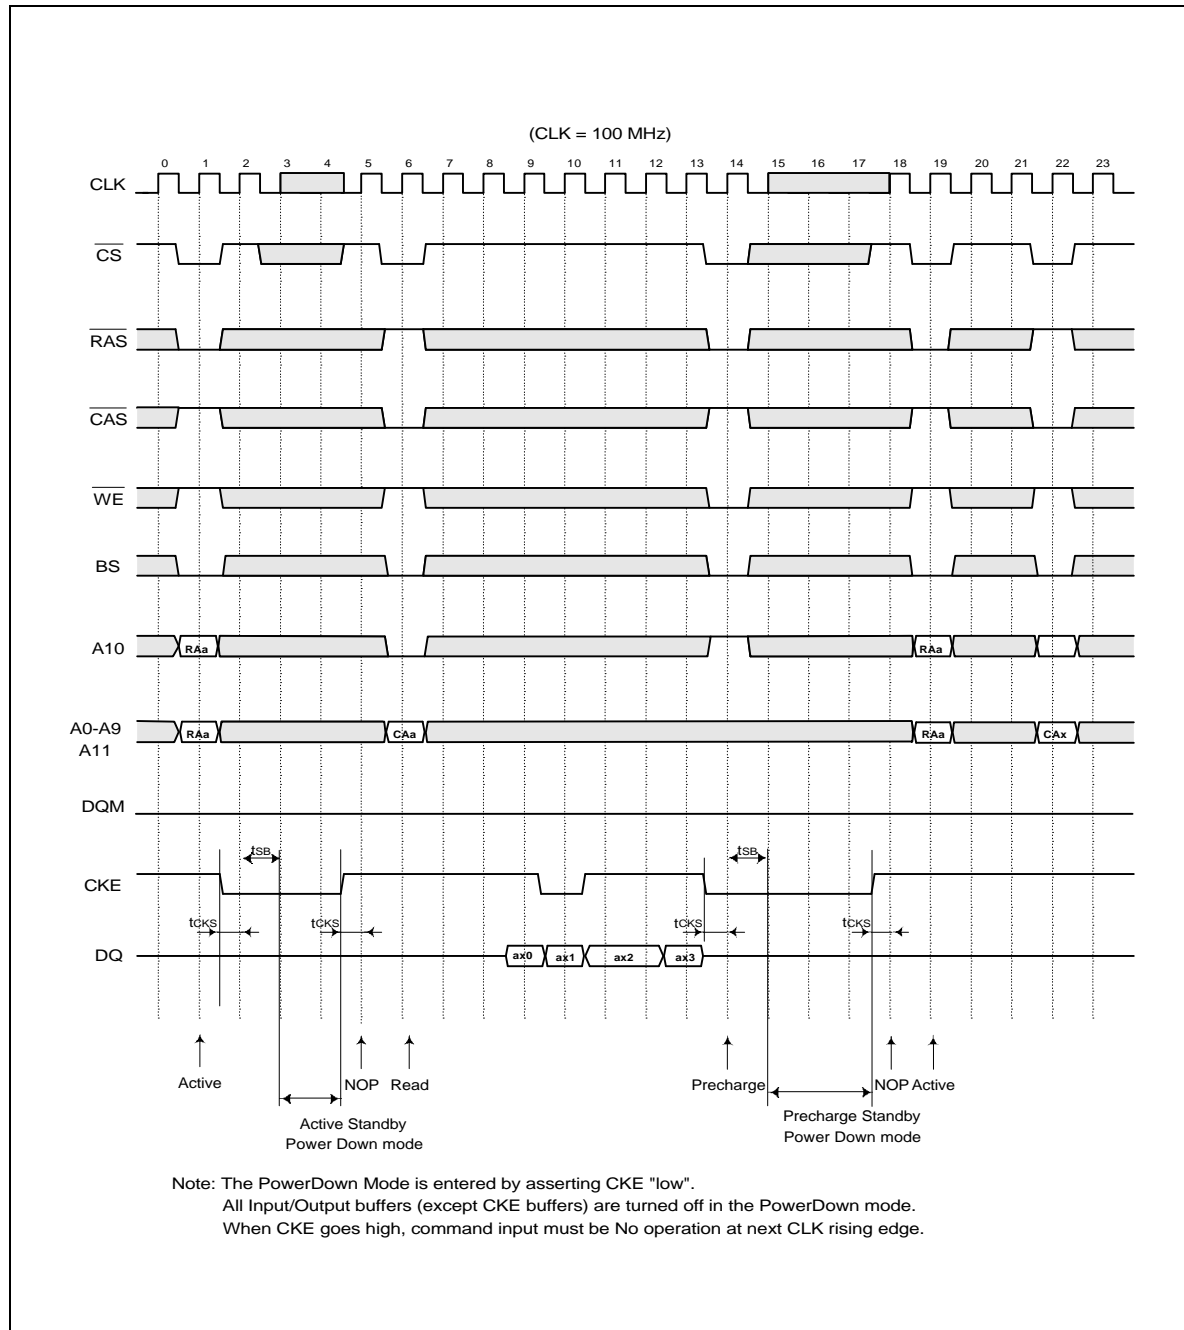 (CLK = 100 MHz)
0 1 2 3 4 5 6 7 8 9 10 11 12 13 14 15 16 17 18 19 20 21 22 23
CLK
CS
RAS
CAS
WE
BS
A10 RAa RAa
A0-A9 RAa CAa RAa CAx
A11
DQM
tSB tSB
CKE
tCKS tCKS tCKS tCKS
DQ ax0 ax1 ax2 ax3
Active NOP Read Precharge NOP Active
Active Standby
Power Down mode
Precharge Standby
Power Down mode
Note: The PowerDown Mode is entered by asserting CKE "low".
All Input/Output buffers (except CKE buffers) are turned off in the PowerDown mode.
When CKE goes high, command input must be No operation at next CLK rising edge.